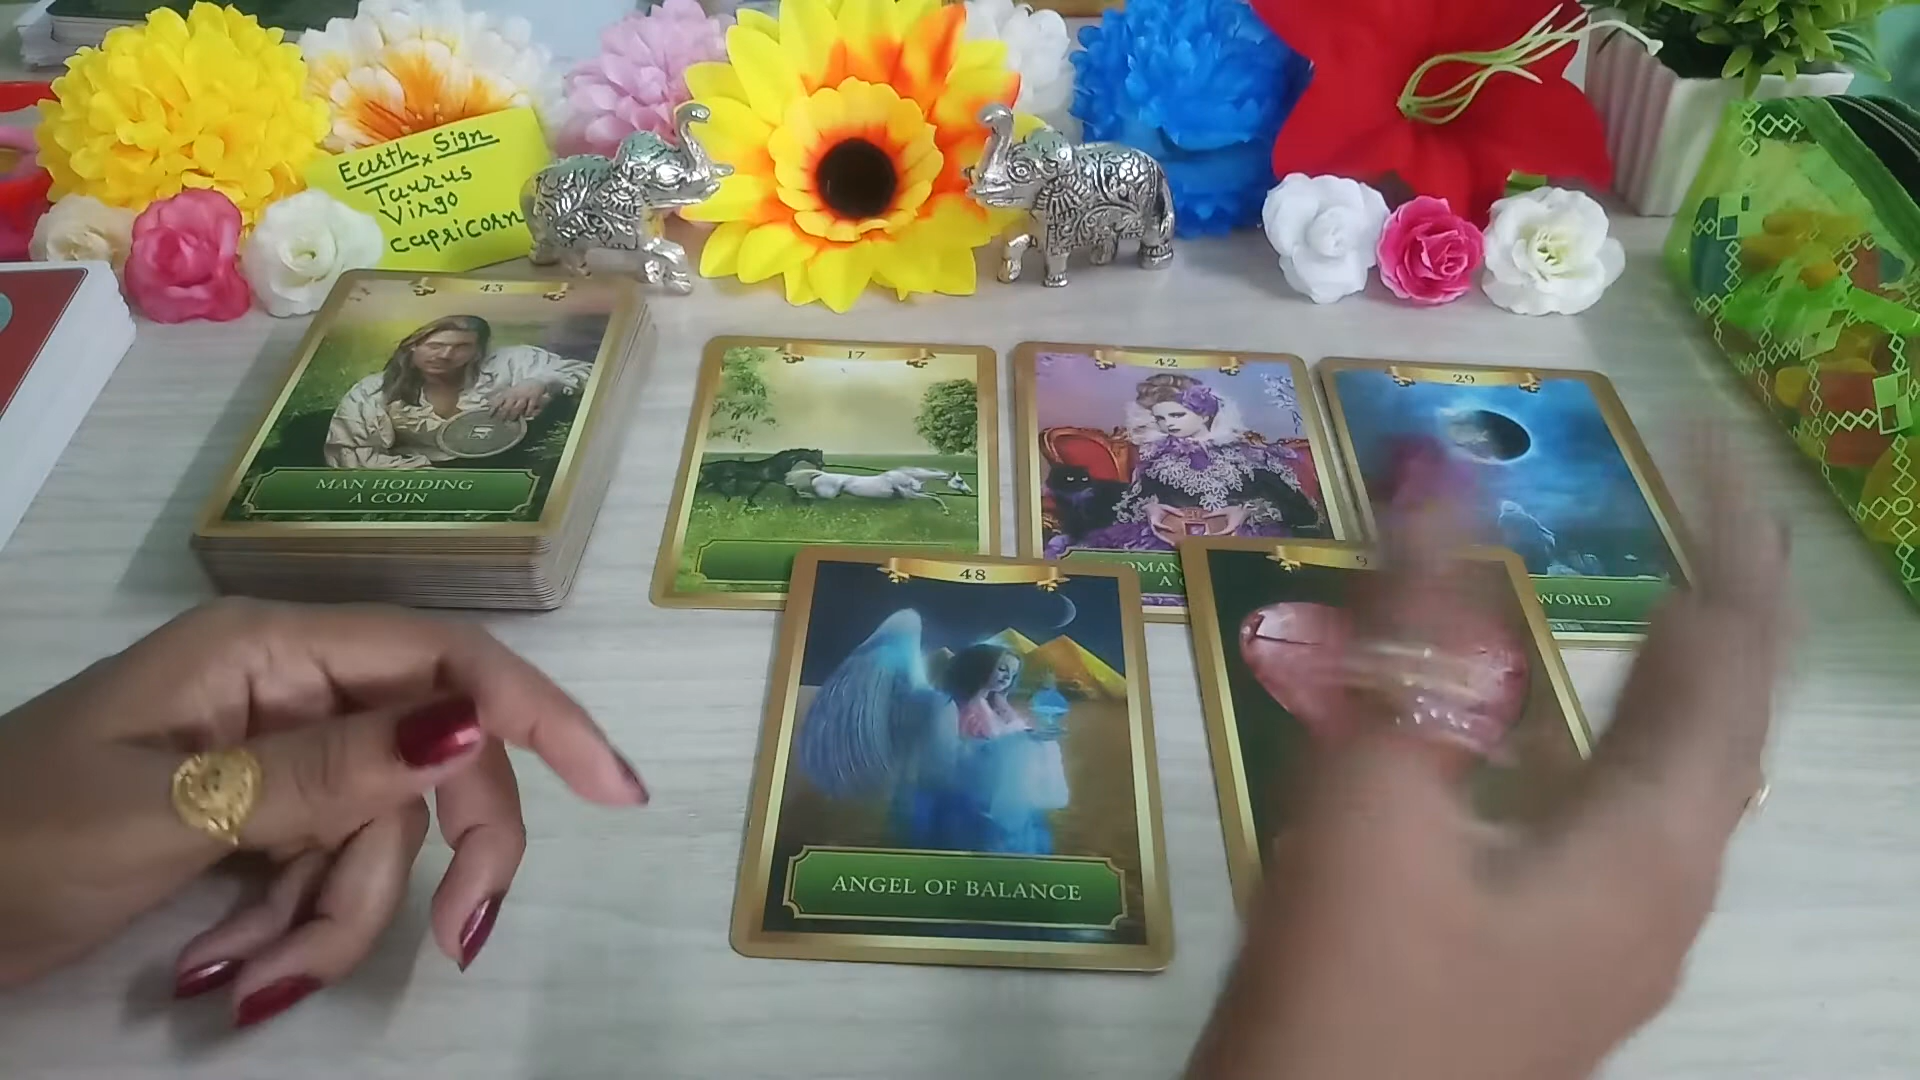 Earth Sign
Taurus
Virgo
Capricorn
43
MAN HOLDING
A COIN
17
42
29
WORLD
48
ANGEL OF BALANCE